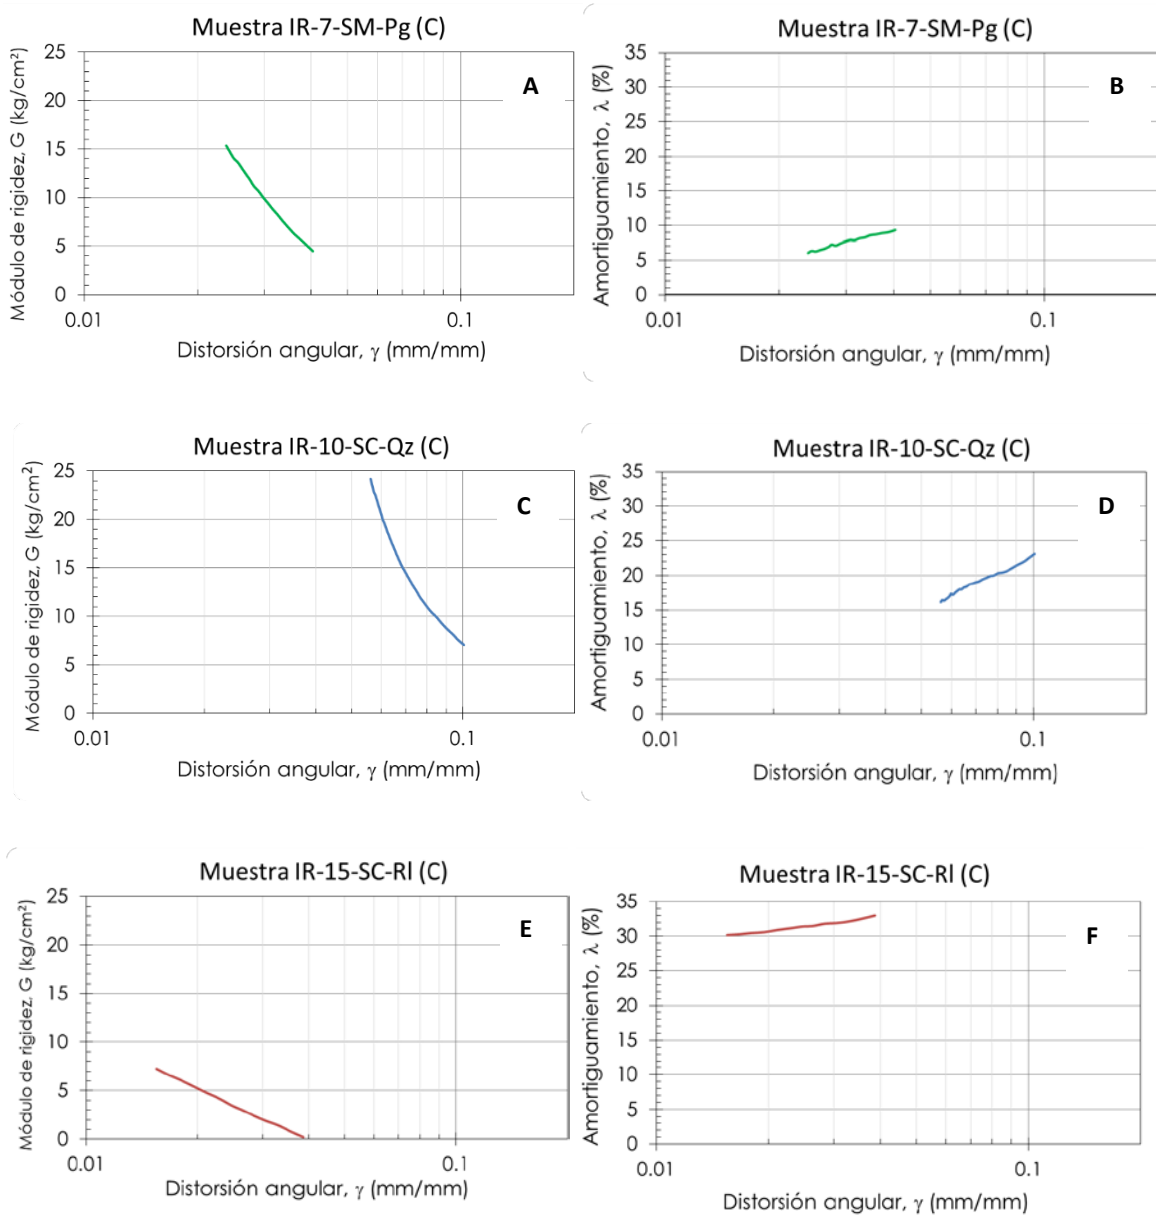 Muestra IR-7-SM-Pg (C)
Módulo de rigidez, G (kg/cm²)
25
20
15
10
5
0
0.01
0.1
Distorsión angular, γ (mm/mm)
A
Muestra IR-7-SM-Pg (C)
Amortiguamiento, λ (%)
35
30
25
20
15
10
5
0
0.01
0.1
Distorsión angular, γ (mm/mm)
B
Muestra IR-10-SC-Qz (C)
Módulo de rigidez, G (kg/cm²)
25
20
15
10
5
0
0.01
0.1
Distorsión angular, γ (mm/mm)
C
Muestra IR-10-SC-Qz (C)
Amortiguamiento, λ (%)
35
30
25
20
15
10
5
0
0.01
0.1
Distorsión angular, γ (mm/mm)
D
Muestra IR-15-SC-Rl (C)
Módulo de rigidez, G (kg/cm²)
25
20
15
10
5
0
0.01
0.1
Distorsión angular, γ (mm/mm)
E
Muestra IR-15-SC-Rl (C)
Amortiguamiento, λ (%)
35
30
25
20
15
10
5
0
0.01
0.1
Distorsión angular, γ (mm/mm)
F